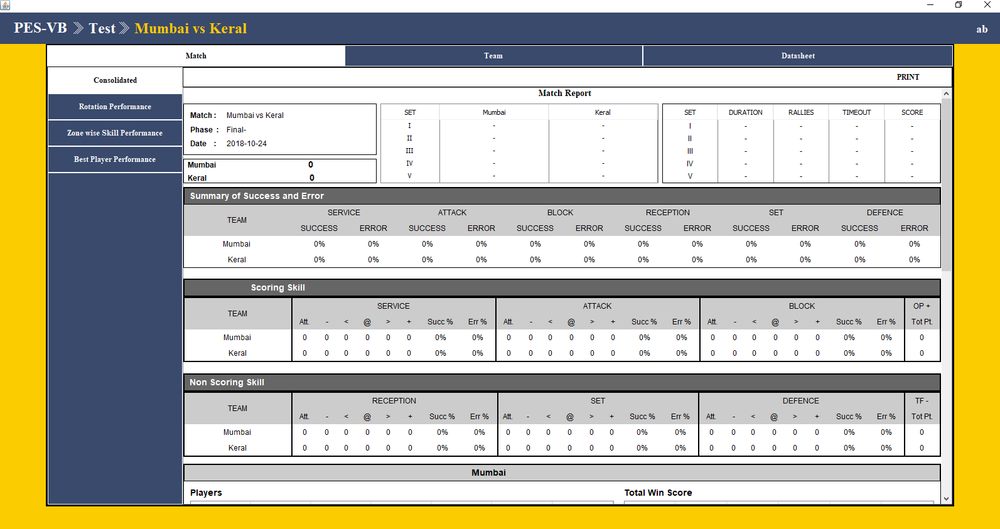 PES-VB Test Mumbai vs Keral ab
Match Team Datasheet
Consolidated
Rotation Performance
Zone wise Skill Performance
Best Player Performance
PRINT
Match Report
Match : Mumbai vs Keral
Phase : Final-
Date : 2018-10-24
Mumbai 0
Keral 0
SET Mumbai Keral
I - -
II - -
III - -
IV - -
V - -
SET DURATION RALLIES TIMEOUT SCORE
I - - - -
II - - - -
III - - - -
IV - - - -
V - - - -
Summary of Success and Error
SERVICE ATTACK BLOCK RECEPTION SET DEFENCE
TEAM
SUCCESS ERROR SUCCESS ERROR SUCCESS ERROR SUCCESS ERROR SUCCESS ERROR SUCCESS ERROR
Mumbai 0% 0% 0% 0% 0% 0% 0% 0% 0% 0% 0% 0%
Keral 0% 0% 0% 0% 0% 0% 0% 0% 0% 0% 0% 0%
Scoring Skill
SERVICE ATTACK BLOCK OP +
TEAM
Att. - < @ > + Succ % Err % Att. - < @ > + Succ % Err % Att. - < @ > + Succ % Err % Tot Pt.
Mumbai 0 0 0 0 0 0 0% 0% 0 0 0 0 0 0 0% 0% 0 0 0 0 0 0 0% 0% 0
Keral 0 0 0 0 0 0 0% 0% 0 0 0 0 0 0 0% 0% 0 0 0 0 0 0 0% 0% 0
Non Scoring Skill
RECEPTION SET DEFENCE TF -
TEAM
Att. - < @ > + Succ % Err % Att. - < @ > + Succ % Err % Att. - < @ > + Succ % Err % Tot Pt.
Mumbai 0 0 0 0 0 0 0% 0% 0 0 0 0 0 0 0% 0% 0 0 0 0 0 0 0% 0% 0
Keral 0 0 0 0 0 0 0% 0% 0 0 0 0 0 0 0% 0% 0 0 0 0 0 0 0% 0% 0
Mumbai
Players Total Win Score